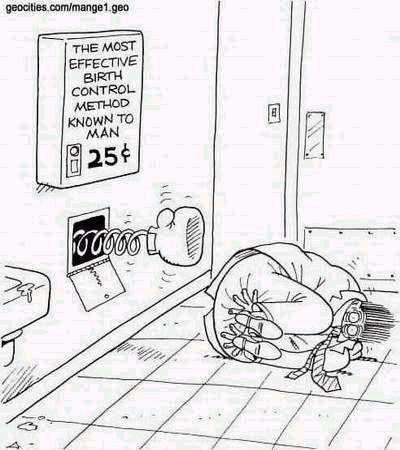 geocities.com/mange1.geo
THE MOST
EFFECTIVE
BIRTH
CONTROL
METHOD
KNOWN TO
MAN
25¢